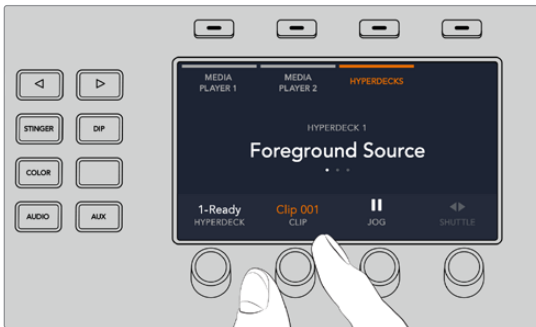 MEDIA PLAYER 1
MEDIA PLAYER 2
HYPERDECKS
HYPERDECK 1
Foreground Source
1-Ready
HYPERDECK
Clip 001
CLIP
JOG
SHUTTLE
STINGER
DIP
COLOR
AUDIO
AUX